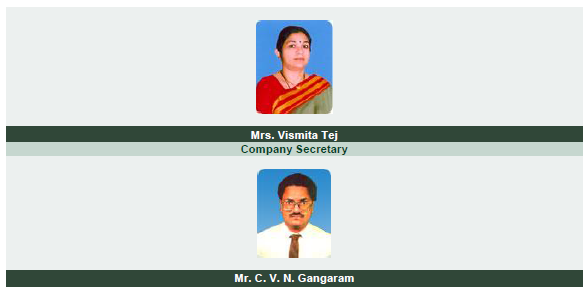 Mrs. Vismita Tej
Company Secretary
Mr. C. V. N. Gangaram